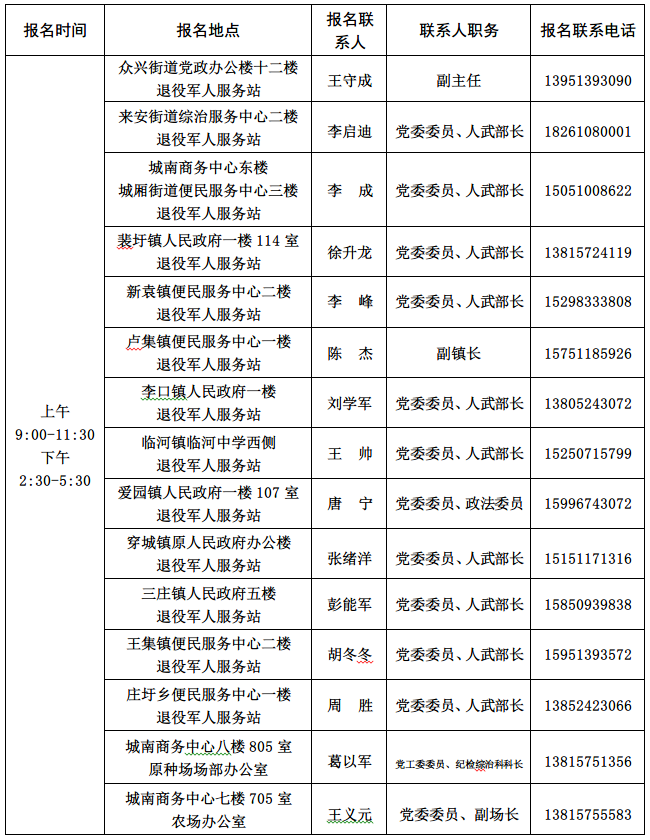 报名时间
报名地点
报名联
系人
联系人职务
报名联系电话
上午
9:00-11:30
下午
2:30-5:30
众兴街道党政办公楼十二楼
退役军人服务站
王守成
副主任
13951393090
来安街道综治服务中心二楼
退役军人服务站
李启迪
党委委员、人武部长
18261080001
城南商务中心东楼
城厢街道便民服务中心三楼
退役军人服务站
李 成
党委委员、人武部长
15051008622
裴圩镇人民政府一楼 114 室
退役军人服务站
徐升龙
党委委员、人武部长
13815724119
新袁镇便民服务中心二楼
退役军人服务站
李 峰
党委委员、人武部长
15298333808
卢集镇便民服务中心一楼
退役军人服务站
陈 杰
副镇长
15751185926
李口镇人民政府一楼
退役军人服务站
刘学军
党委委员、人武部长
13805243072
临河镇临河中学西侧
退役军人服务站
王 帅
党委委员、人武部长
15250715799
爱园镇人民政府一楼 107 室
退役军人服务站
唐 宁
党委委员、政法委员
15996743072
穿城镇原人民政府办公楼
退役军人服务站
张绪洋
党委委员、人武部长
15151171316
三庄镇人民政府五楼
退役军人服务站
彭能军
党委委员、人武部长
15850939838
王集镇便民服务中心二楼
退役军人服务站
胡冬冬
党委委员、人武部长
15951393572
庄圩乡便民服务中心一楼
退役军人服务站
周 胜
党委委员、人武部长
13852423066
城南商务中心八楼 805 室
原种场场部办公室
葛以军
党工委委员、纪检综治科科长
13815751356
城南商务中心七楼 705 室
农场办公室
王义元
党委委员、副场长
13815755583